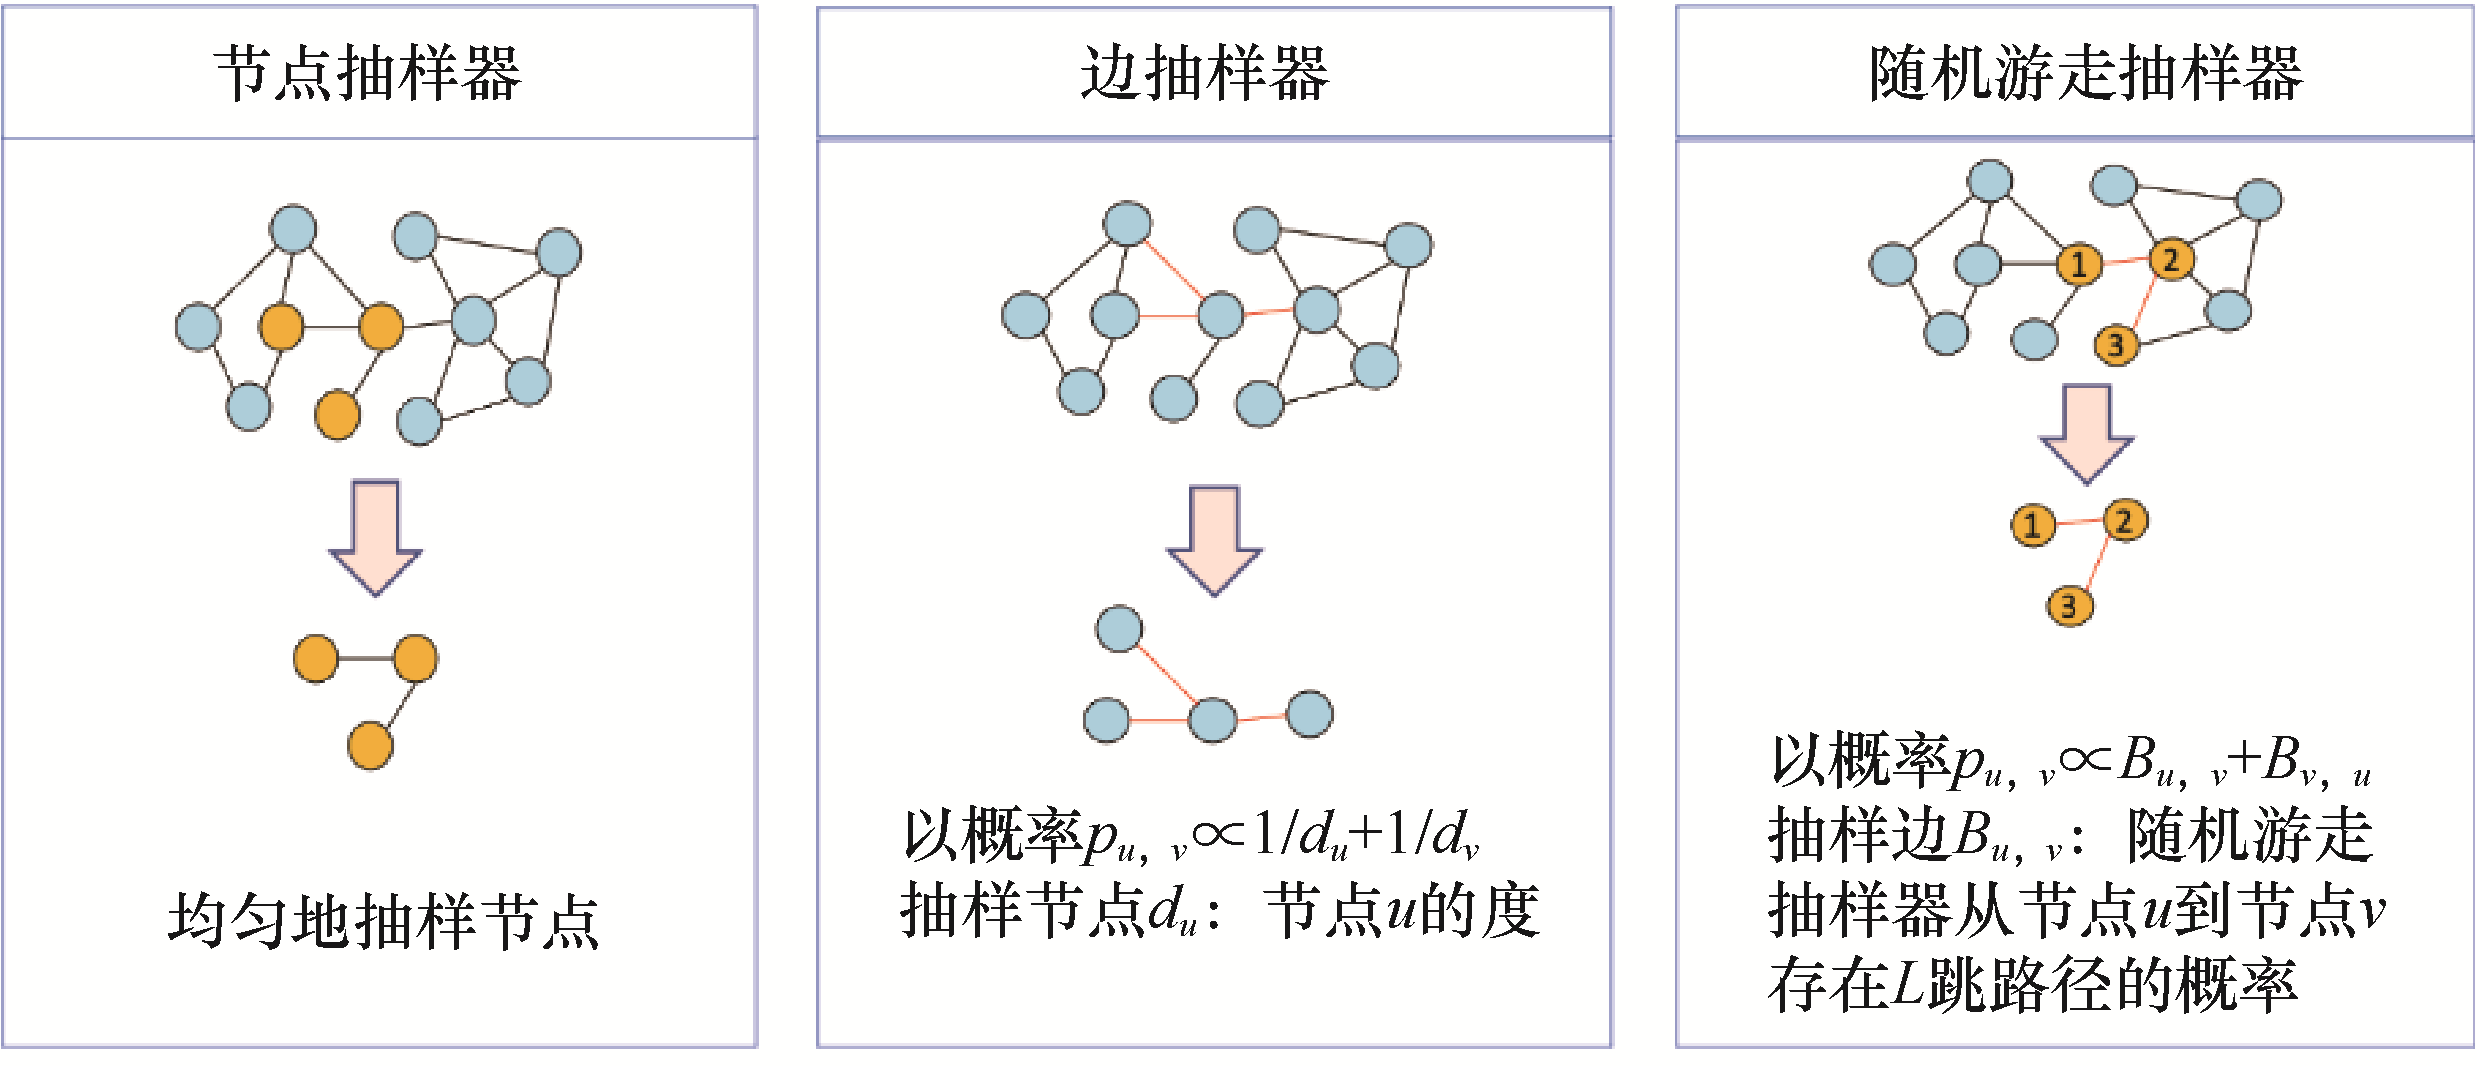 节点抽样器
均匀地抽样节点
边抽样器
以概率pu, v∝1/du+1/dv
抽样节点du：节点u的度
随机游走抽样器
1
2
3
1
2
3
以概率pu, v∝Bu, v+Bv, u
抽样边Bu, v：随机游走
抽样器从节点u到节点v
存在L跳路径的概率